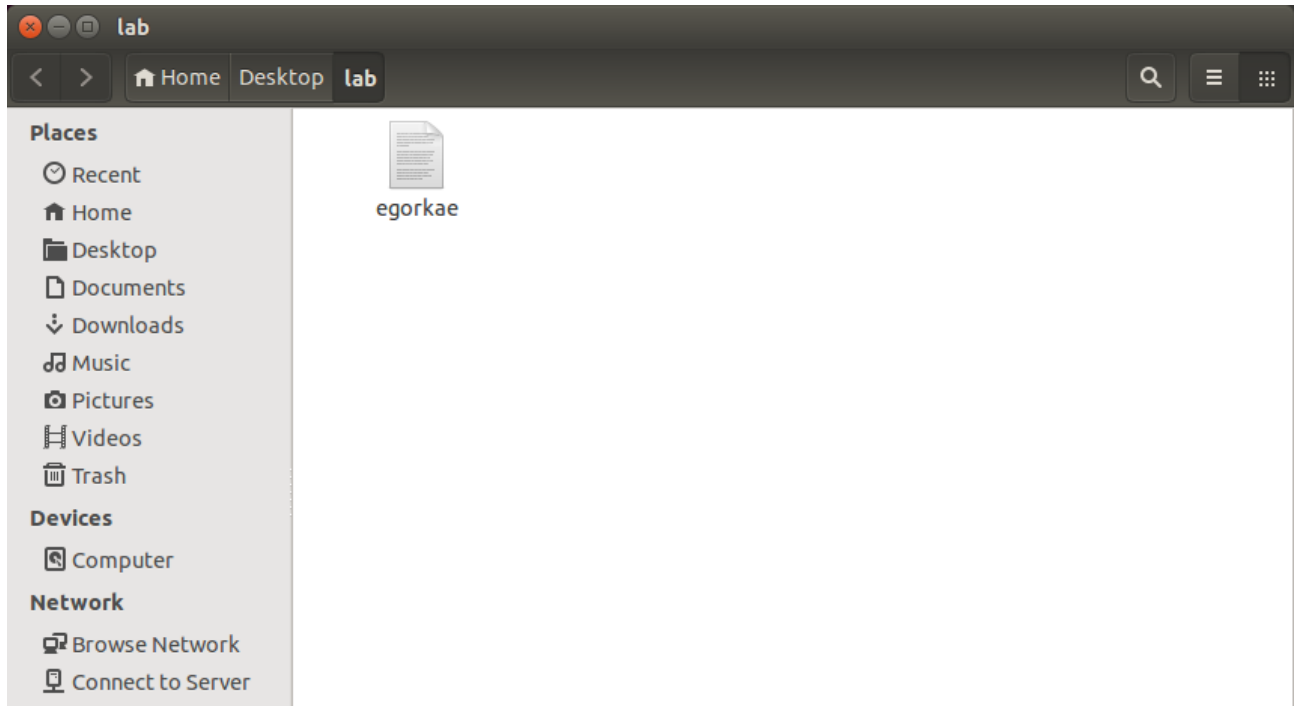 lab
Home Desktop lab
Places
Recent
Home
Desktop
Documents
Downloads
Music
Pictures
Videos
Trash
Devices
Computer
Network
Browse Network
Connect to Server
egorkae